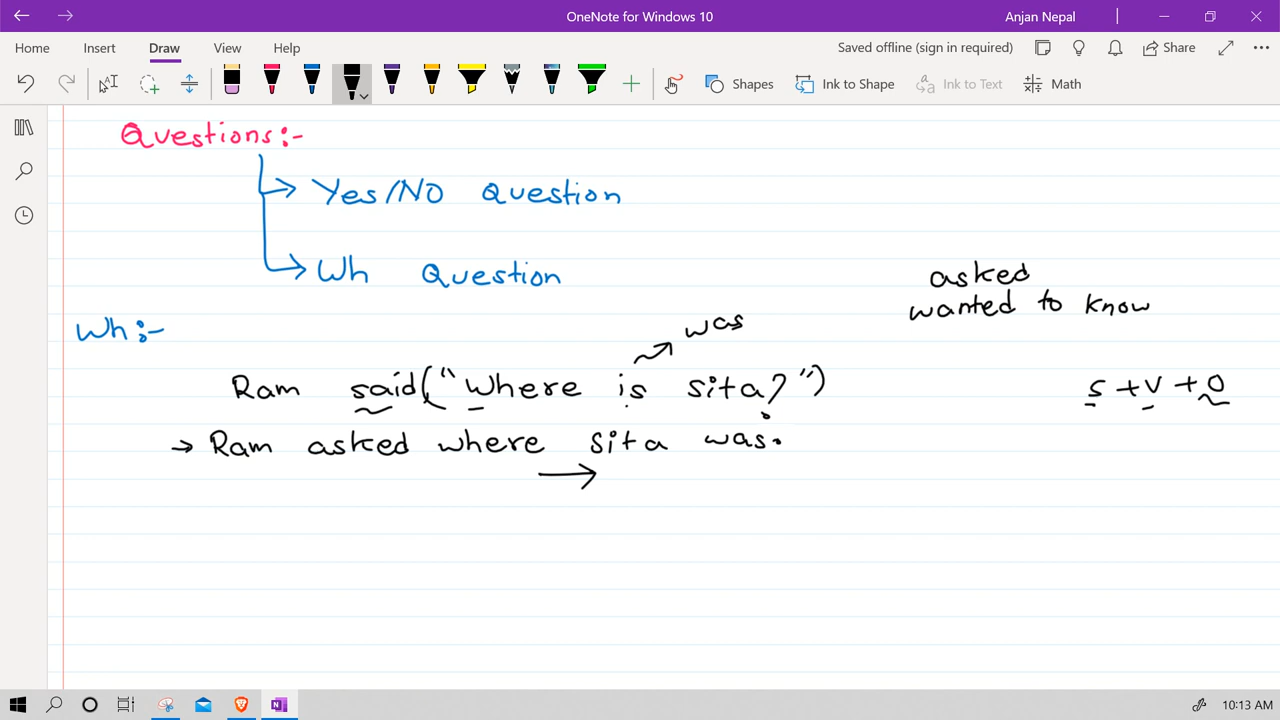 OneNote for Windows 10
Anjan Nepal
Home Insert Draw View Help
Saved offline (sign in required)
Share
Shapes
Ink to Shape
Ink to Text
Math
Questions:-
Yes/NO Question
Wh Question
asked
wanted to know
Wh:-
was
Ram said("Where is sita?")
S+V+O
Ram asked where sita was.
10:13 AM